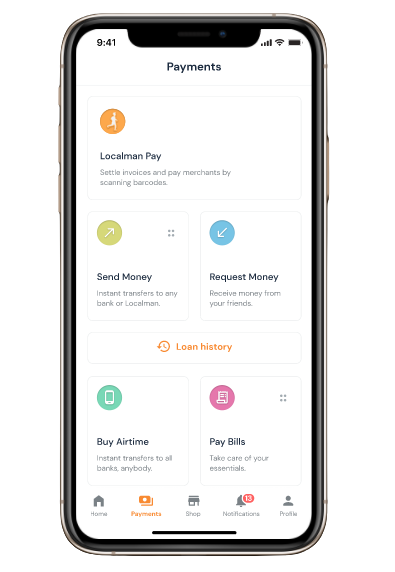 9:41
Payments
Localman Pay
Settle invoices and pay merchants by
scanning barcodes.
Send Money
Instant transfers to any
bank or Localman.
Request Money
Receive money from
your friends.
Loan history
Buy Airtime
Instant transfers to all
banks, anybody.
Pay Bills
Take care of your
essentials.
13
Home
Payments
Shop
Notifications
Profile